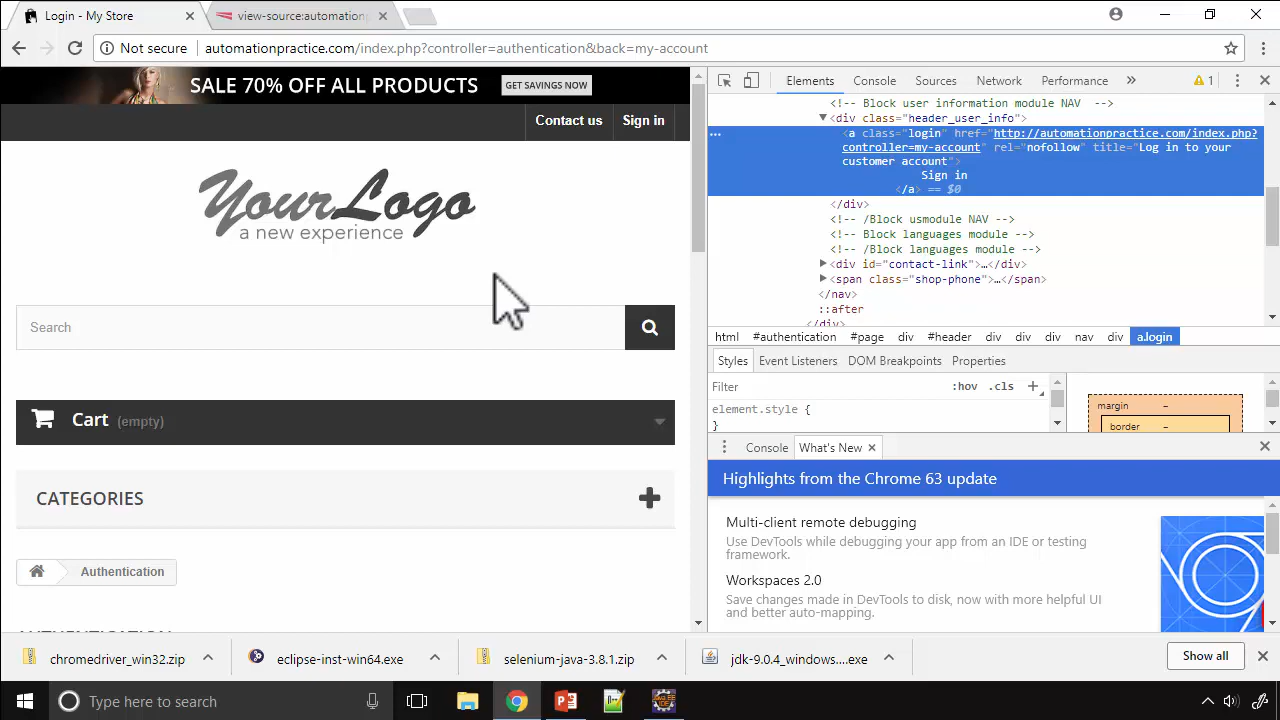 Login - My Store
view-source:automationp
Not secure
automationpractice.com/index.php?controller=authentication&back=my-account
SALE 70% OFF ALL PRODUCTS
GET SAVINGS NOW
Contact us
Sign in
YourLogo
a new experience
Search
Cart (empty)
CATEGORIES
Authentication
Elements
Console
Sources
Network
Performance
1
<!-- Block user information module NAV -->
<div class="header_user_info">
<a class="login" href="http://automationpractice.com/index.php?
controller=my-account" rel="nofollow" title="Log in to your
customer account">
Sign in
</a> == $0
</div>
<!-- /Block usmodule NAV -->
<!-- Block languages module -->
<!-- /Block languages module -->
<div id="contact-link">…</div>
<span class="shop-phone">…</span>
</nav>
::after
</div>
html
#authentication
#page
div
#header
div
div
div
nav
div
a.login
Styles
Event Listeners
DOM Breakpoints
Properties
Filter
:hov
.cls
element.style {
}
margin
border
Console
What's New
Highlights from the Chrome 63 update
Multi-client remote debugging
Use DevTools while debugging your app from an IDE or testing
framework.
Workspaces 2.0
Save changes made in DevTools to disk, now with more helpful UI
and better auto-mapping.
chromedriver_win32.zip
eclipse-inst-win64.exe
selenium-java-3.8.1.zip
jdk-9.0.4_windows....exe
Show all
Type here to search